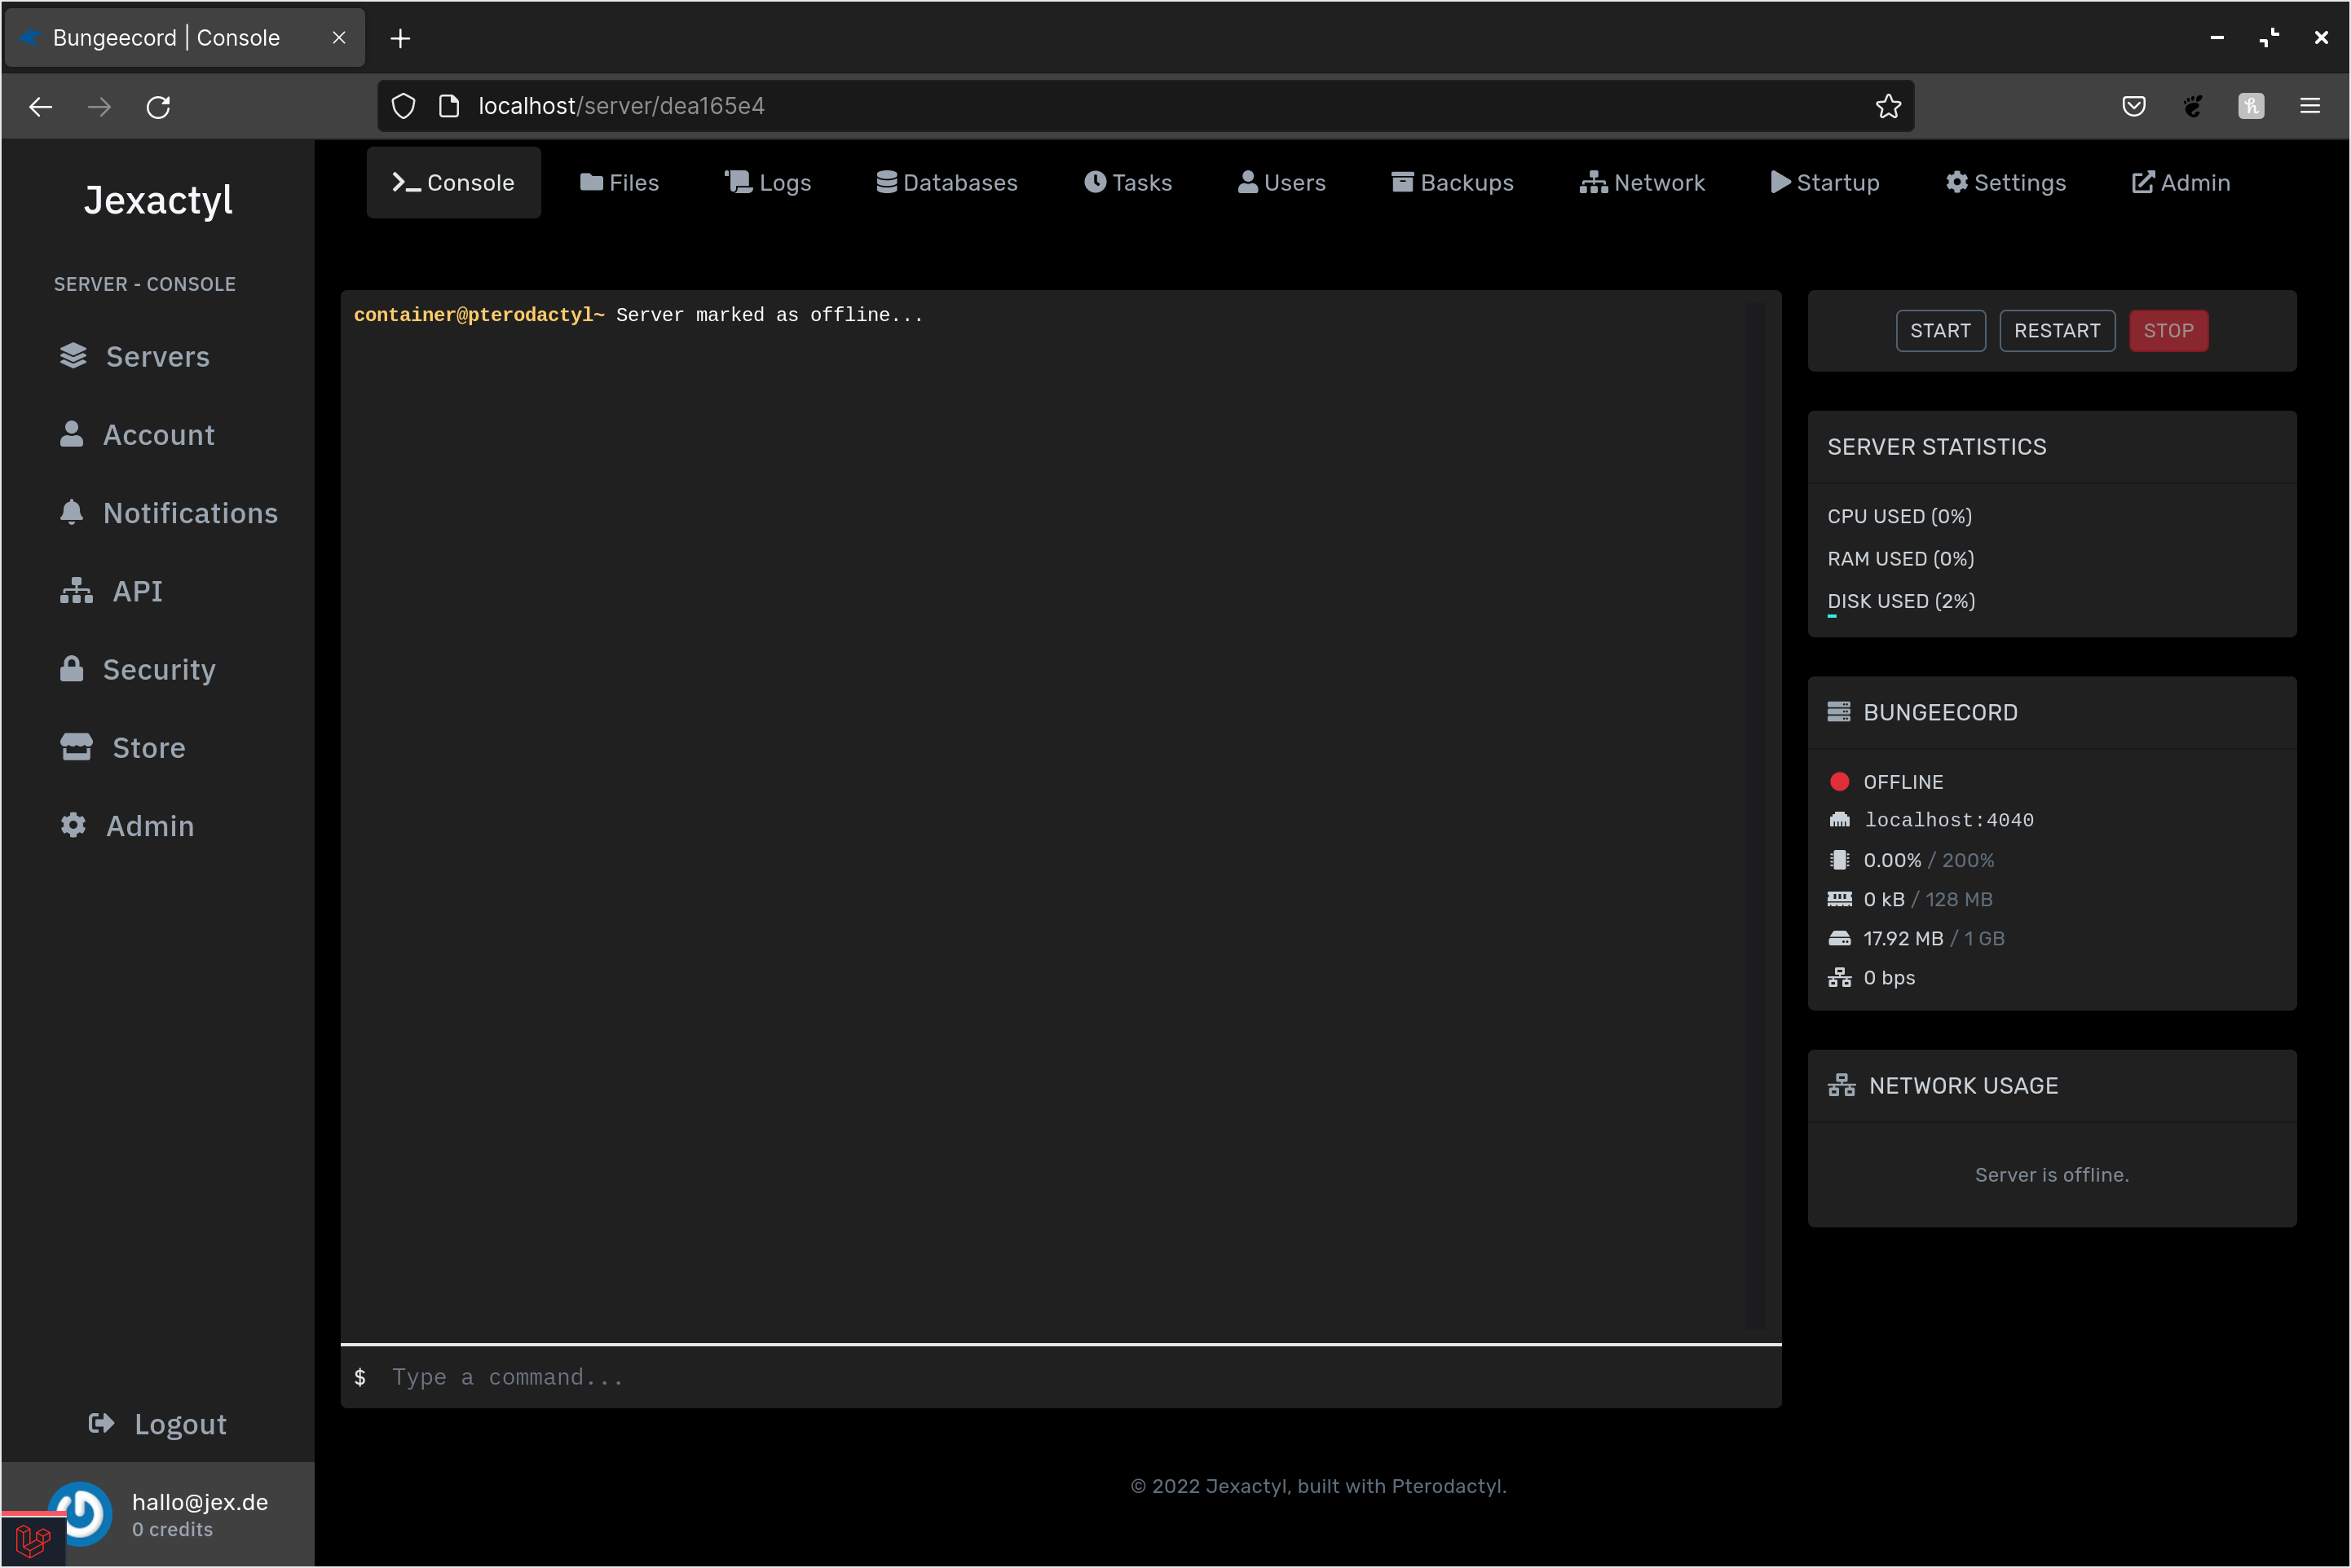 Bungeecord | Console
localhost/server/dea165e4
Jexactyl
SERVER - CONSOLE
Servers
Account
Notifications
API
Security
Store
Admin
Logout
hallo@jex.de
0 credits
Console Files Logs Databases Tasks Users Backups Network Startup Settings Admin
container@pterodactyl~ Server marked as offline...
$ Type a command...
START RESTART STOP
SERVER STATISTICS
CPU USED (0%)
RAM USED (0%)
DISK USED (2%)
BUNGEECORD
OFFLINE
localhost:4040
0.00% / 200%
0 kB / 128 MB
17.92 MB / 1 GB
0 bps
NETWORK USAGE
Server is offline.
© 2022 Jexactyl, built with Pterodactyl.